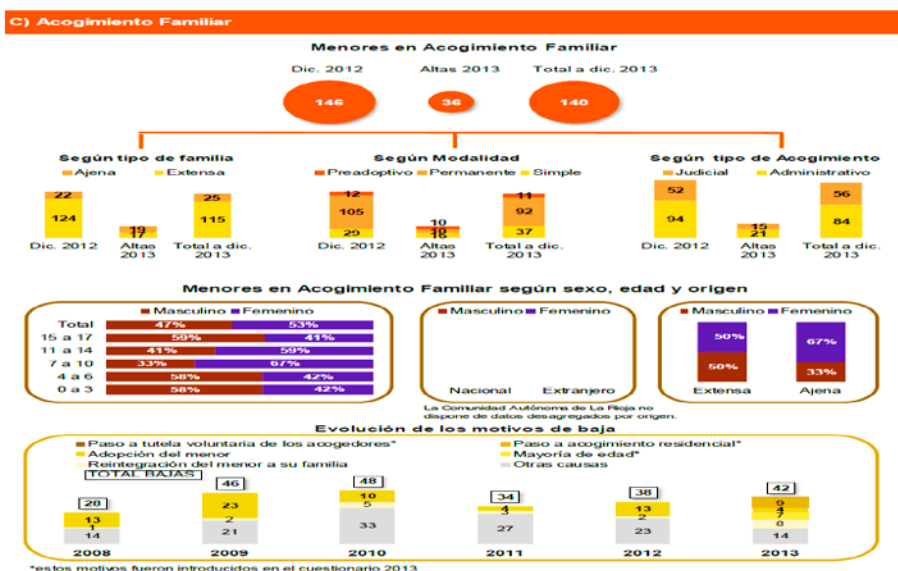 C) Acogimiento Familiar
Menores en Acogimiento Familiar
Dic. 2012 Altas 2013 Total a dic. 2013
146 36 140
Según tipo de familia
Ajena Extensa
22 19 25
124 17 115
Dic. 2012 Altas 2013 Total a dic. 2013
Según Modalidad
Preadoptivo Permanente Simple
12 10 11
105 10 92
29 16 37
Dic. 2012 Altas 2013 Total a dic. 2013
Según tipo de Acogimiento
Judicial Administrativo
52 15 56
94 21 84
Dic. 2012 Altas 2013 Total a dic. 2013
Menores en Acogimiento Familiar según sexo, edad y origen
Masculino Femenino
Total 47% 53%
15 a 17 59% 41%
11 a 14 41% 59%
7 a 10 33% 67%
4 a 6 58% 42%
0 a 3 58% 42%
Masculino Femenino
Nacional Extranjero
La Comunidad Autónoma de La Rioja no
dispone de datos desagregados por origen.
Masculino Femenino
50% 67%
50% 33%
Extensa Ajena
Evolución de los motivos de baja
Paso a tutela voluntaria de los acogedores* Paso a acogimiento residencial*
Adopción del menor Mayoría de edad*
Reintegración del menor a su familia Otras causas
TOTAL BAJAS
28 46 48 34 38 42
13 23 10 4 13 9
4
7
1 2 5 3 2 8
14 21 33 27 23 14
2008 2009 2010 2011 2012 2013
*estos motivos fueron introducidos en el cuestionario 2013